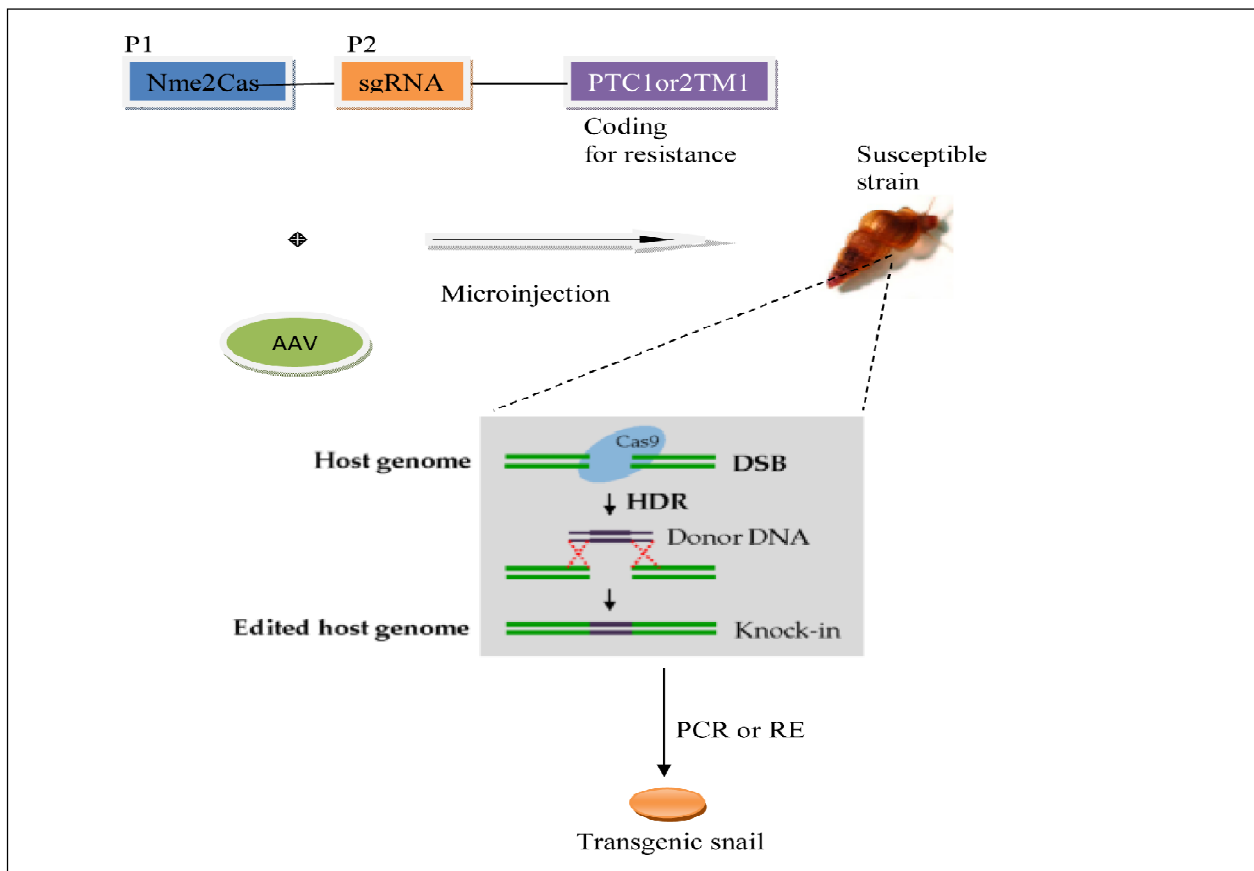 P1 P2
Nme2Cas sgRNA PTC1or2TM1
Coding
for resistance
Susceptible
strain
Microinjection
AAV
Cas9
Host genome DSB
HDR
Donor DNA
Edited host genome Knock-in
PCR or RE
Transgenic snail